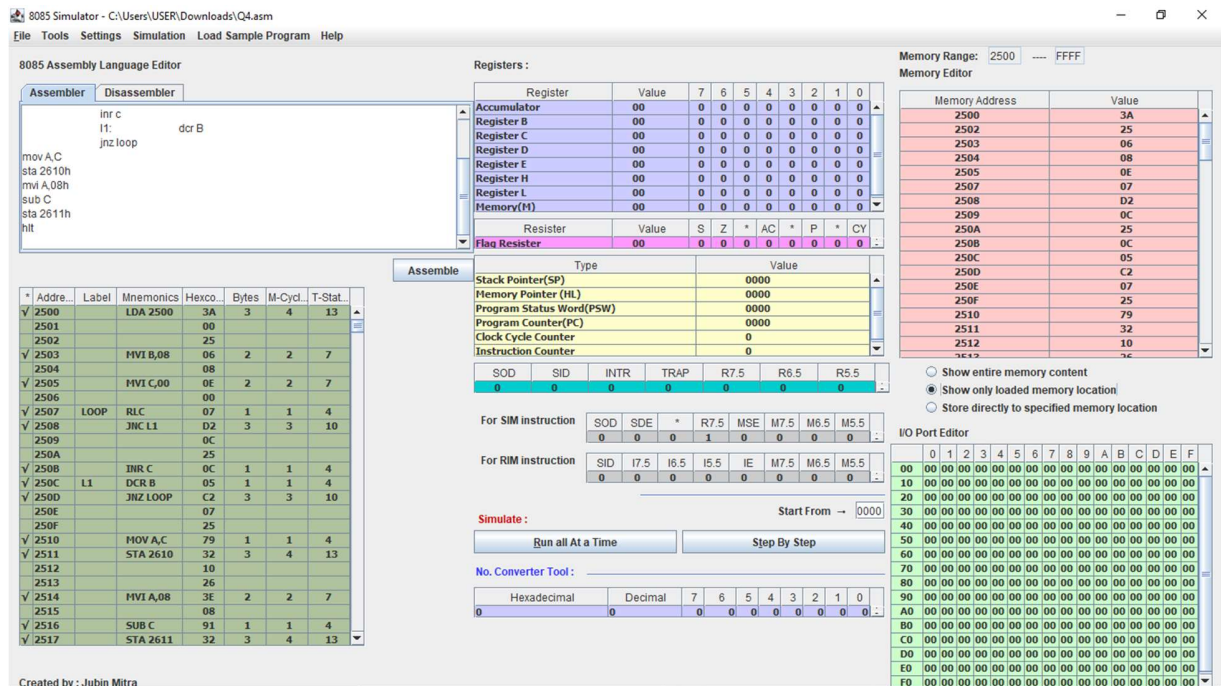 8085 Simulator - C:\Users\USER\Downloads\Q4.asm
File Tools Settings Simulation Load Sample Program Help
8085 Assembly Language Editor
Assembler Disassembler
inr c
l1: dcr B
jnz loop
mov A,C
sta 2610h
mvi A,08h
sub C
sta 2611h
hlt
Assemble
* Addre... Label Mnemonics Hexco... Bytes M-Cycl... T-Stat...
√ 2500 LDA 2500 3A 3 4 13
2501 00
2502 25
√ 2503 MVI B,08 06 2 2 7
2504 08
√ 2505 MVI C,00 0E 2 2 7
2506 00
√ 2507 LOOP RLC 07 1 1 4
√ 2508 JNC L1 D2 3 3 10
2509 0C
250A 25
√ 250B INR C 0C 1 1 4
√ 250C L1 DCR B 05 1 1 4
√ 250D JNZ LOOP C2 3 3 10
250E 07
250F 25
√ 2510 MOV A,C 79 1 1 4
√ 2511 STA 2610 32 3 4 13
2512 10
2513 26
√ 2514 MVI A,08 3E 2 2 7
2515 08
√ 2516 SUB C 91 1 1 4
√ 2517 STA 2611 32 3 4 13
Created by : Jubin Mitra
Registers :
Register Value 7 6 5 4 3 2 1 0
Accumulator 00 0 0 0 0 0 0 0 0
Register B 00 0 0 0 0 0 0 0 0
Register C 00 0 0 0 0 0 0 0 0
Register D 00 0 0 0 0 0 0 0 0
Register E 00 0 0 0 0 0 0 0 0
Register H 00 0 0 0 0 0 0 0 0
Register L 00 0 0 0 0 0 0 0 0
Memory(M) 00 0 0 0 0 0 0 0 0
Resister Value S Z * AC * P * CY
Flag Resister 00 0 0 0 0 0 0 0 0
Type Value
Stack Pointer(SP) 0000
Memory Pointer (HL) 0000
Program Status Word(PSW) 0000
Program Counter(PC) 0000
Clock Cycle Counter 0
Instruction Counter 0
SOD SID INTR TRAP R7.5 R6.5 R5.5
0 0 0 0 0 0 0
For SIM instruction
SOD SDE * R7.5 MSE M7.5 M6.5 M5.5
0 0 0 1 0 0 0 0
For RIM instruction
SID I7.5 I6.5 I5.5 IE M7.5 M6.5 M5.5
0 0 0 0 0 0 0 0
Start From → 0000
Simulate :
Run all At a Time Step By Step
No. Converter Tool :
Hexadecimal Decimal 7 6 5 4 3 2 1 0
0 0 0 0 0 0 0 0 0 0
Memory Range: 2500 ---- FFFF
Memory Editor
Memory Address Value
2500 3A
2502 25
2503 06
2504 08
2505 0E
2507 07
2508 D2
2509 0C
250A 25
250B 0C
250C 05
250D C2
250E 07
250F 25
2510 79
2511 32
2512 10
2513 26
Show entire memory content
Show only loaded memory location
Store directly to specified memory location
I/O Port Editor
0 1 2 3 4 5 6 7 8 9 A B C D E F
00 00 00 00 00 00 00 00 00 00 00 00 00 00 00 00 00
10 00 00 00 00 00 00 00 00 00 00 00 00 00 00 00 00
20 00 00 00 00 00 00 00 00 00 00 00 00 00 00 00 00
30 00 00 00 00 00 00 00 00 00 00 00 00 00 00 00 00
40 00 00 00 00 00 00 00 00 00 00 00 00 00 00 00 00
50 00 00 00 00 00 00 00 00 00 00 00 00 00 00 00 00
60 00 00 00 00 00 00 00 00 00 00 00 00 00 00 00 00
70 00 00 00 00 00 00 00 00 00 00 00 00 00 00 00 00
80 00 00 00 00 00 00 00 00 00 00 00 00 00 00 00 00
90 00 00 00 00 00 00 00 00 00 00 00 00 00 00 00 00
A0 00 00 00 00 00 00 00 00 00 00 00 00 00 00 00 00
B0 00 00 00 00 00 00 00 00 00 00 00 00 00 00 00 00
C0 00 00 00 00 00 00 00 00 00 00 00 00 00 00 00 00
D0 00 00 00 00 00 00 00 00 00 00 00 00 00 00 00 00
E0 00 00 00 00 00 00 00 00 00 00 00 00 00 00 00 00
F0 00 00 00 00 00 00 00 00 00 00 00 00 00 00 00 00